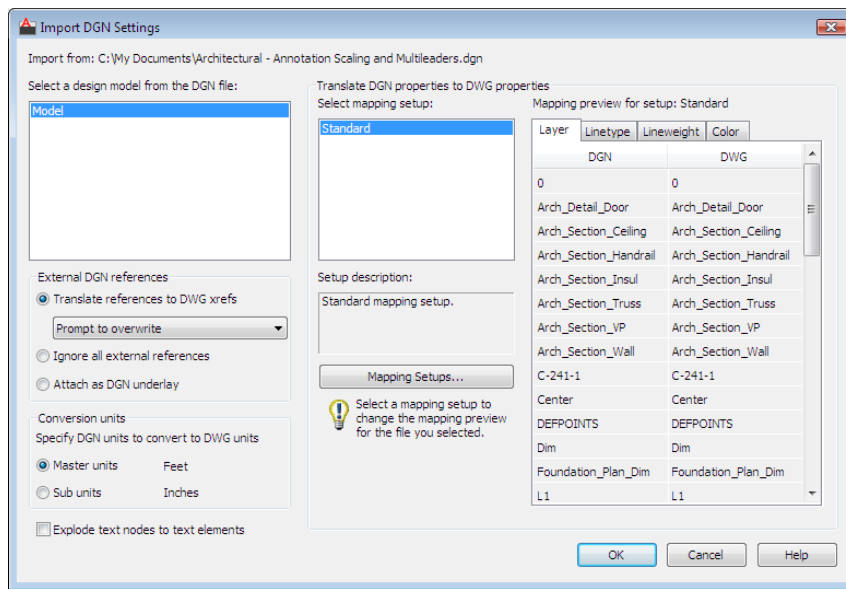 Import DGN Settings
Import from: C:\My Documents\Architectural - Annotation Scaling and Multileaders.dgn
Select a design model from the DGN file:
Model
External DGN references
Translate references to DWG xrefs
Prompt to overwrite
Ignore all external references
Attach as DGN underlay
Conversion units
Specify DGN units to convert to DWG units
Master units Feet
Sub units Inches
Explode text nodes to text elements
Translate DGN properties to DWG properties
Select mapping setup:
Standard
Setup description:
Standard mapping setup.
Mapping Setups...
Select a mapping setup to
change the mapping preview
for the file you selected.
Mapping preview for setup: Standard
Layer Linetype Lineweight Color
DGN DWG
0 0
Arch_Detail_Door Arch_Detail_Door
Arch_Section_Ceiling Arch_Section_Ceiling
Arch_Section_Handrail Arch_Section_Handrail
Arch_Section_Insul Arch_Section_Insul
Arch_Section_Truss Arch_Section_Truss
Arch_Section_VP Arch_Section_VP
Arch_Section_Wall Arch_Section_Wall
C-241-1 C-241-1
Center Center
DEFPOINTS DEFPOINTS
Dim Dim
Foundation_Plan_Dim Foundation_Plan_Dim
L1 L1
OK Cancel Help